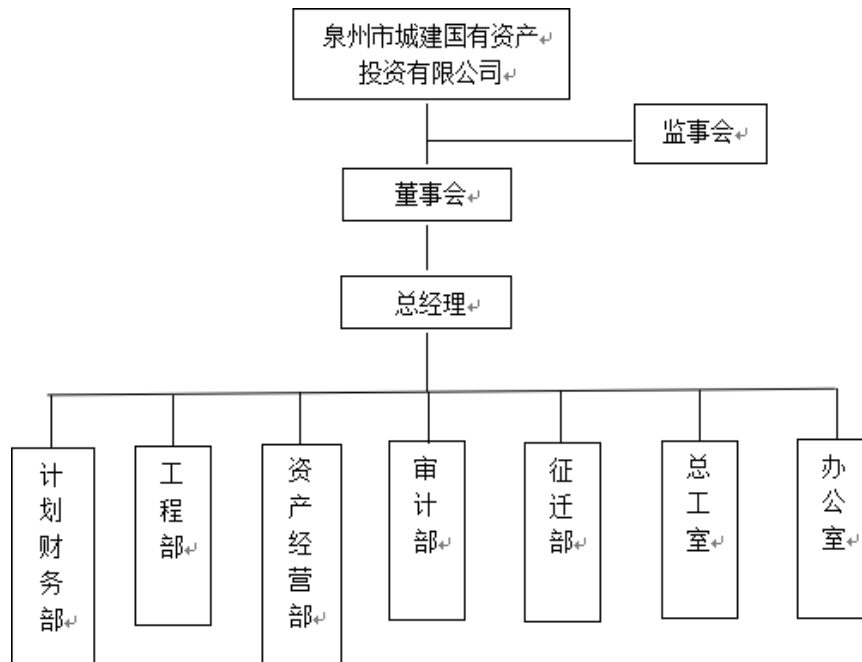 泉州市城建国有资产
投资有限公司
监事会
董事会
总经理
计划财务部
工程部
资产经营部
审计部
征迁部
总工室
办公室